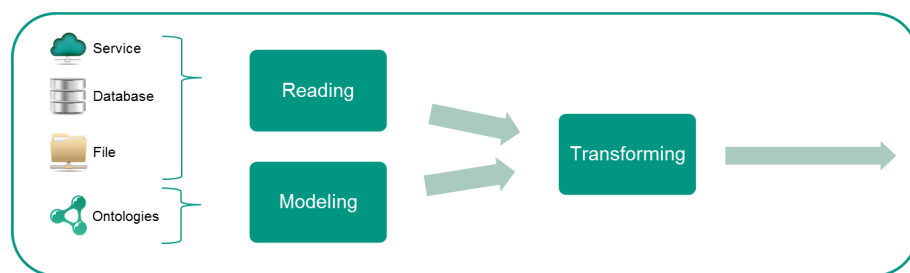 Service
Database
File
Ontologies
Reading
Modeling
Transforming